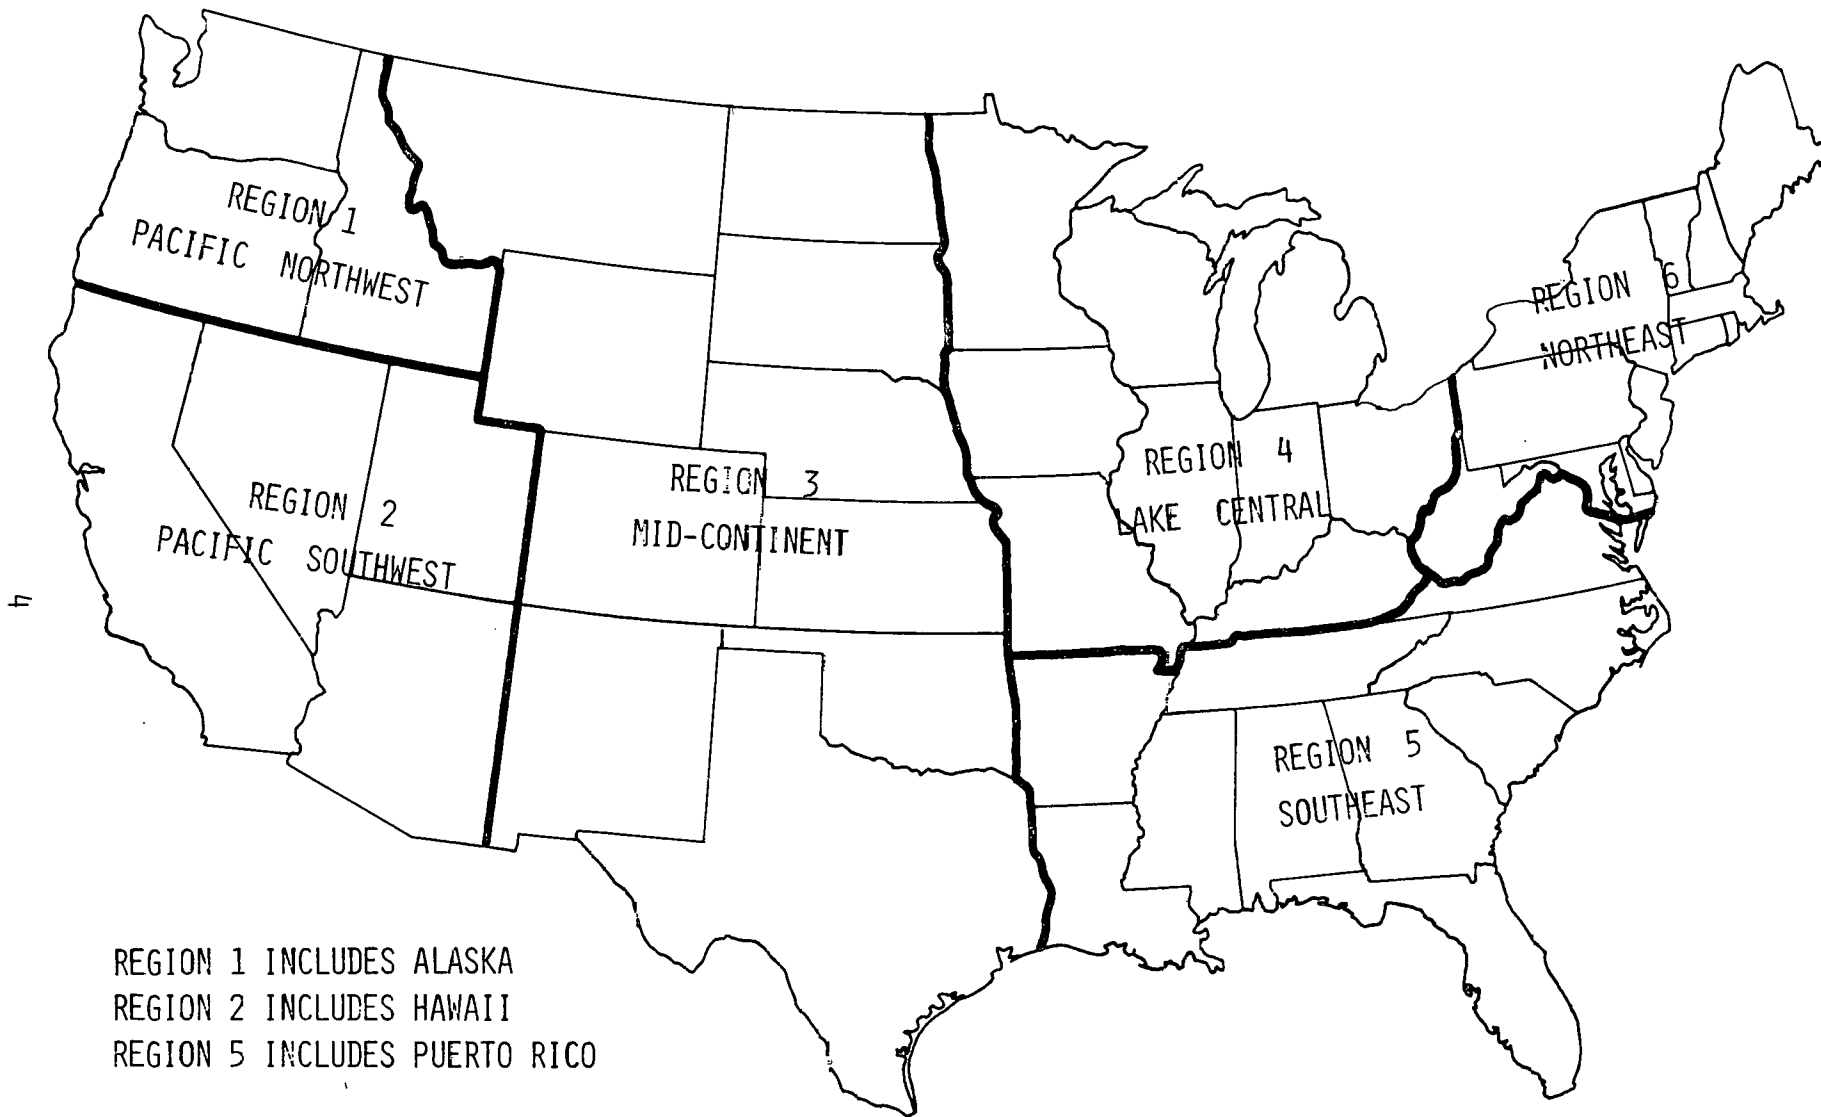 REGION 1
PACIFIC NORTHWEST
REGION 2
PACIFIC SOUTHWEST
REGION 3
MID-CONTINENT
REGION 4
LAKE CENTRAL
REGION 5
SOUTHEAST
REGION 6
NORTHEAST
4
REGION 1 INCLUDES ALASKA
REGION 2 INCLUDES HAWAII
REGION 5 INCLUDES PUERTO RICO